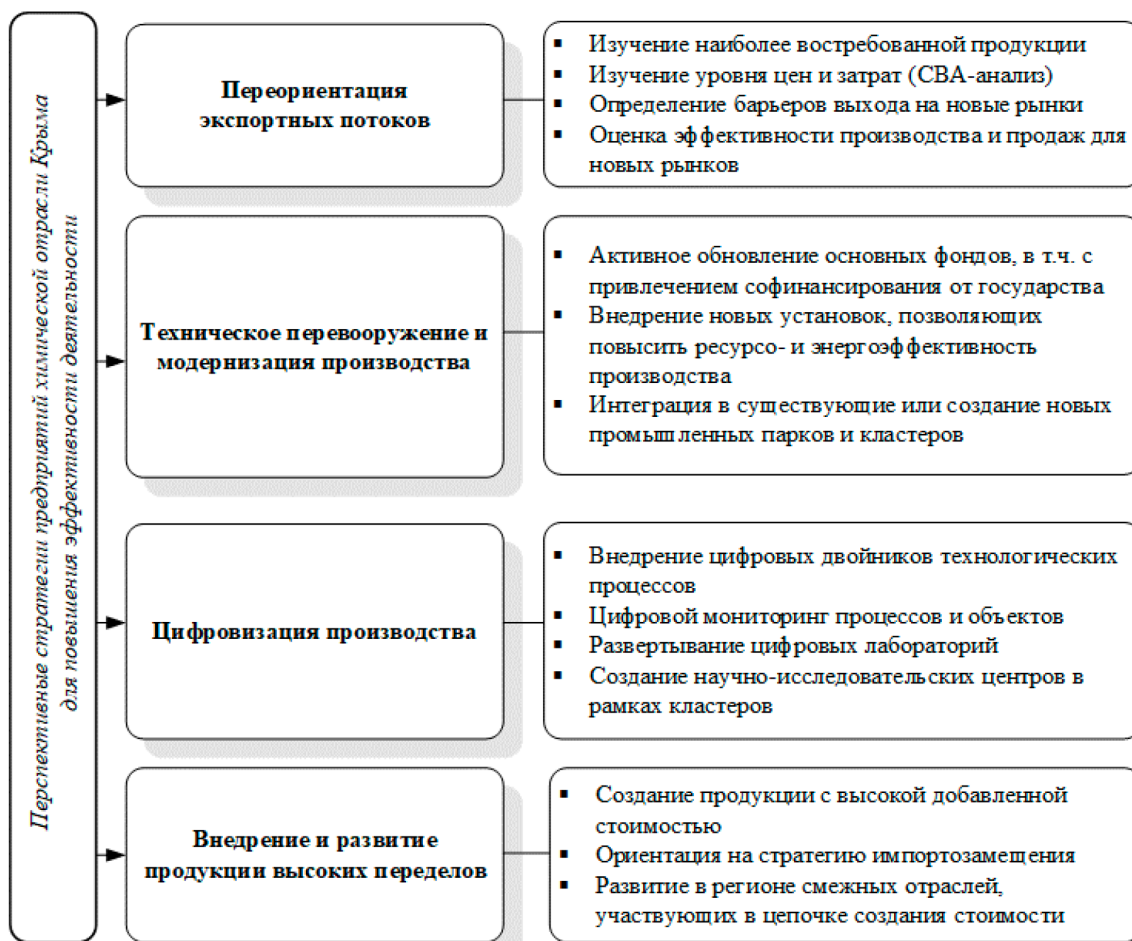 Перспективные стратегии предприятий химической отрасли Крыма
для повышения эффективности деятельности
Переориентация
экспортных потоков
▪ Изучение наиболее востребованной продукции
▪ Изучение уровня цен и затрат (CBA-анализ)
▪ Определение барьеров выхода на новые рынки
▪ Оценка эффективности производства и продаж для
новых рынков
Техническое перевооружение и
модернизация производства
▪ Активное обновление основных фондов, в т.ч. с
привлечением софинансирования от государства
▪ Внедрение новых установок, позволяющих
повысить ресурсо- и энергоэффективность
производства
▪ Интеграция в существующие или создание новых
промышленных парков и кластеров
Цифровизация производства
▪ Внедрение цифровых двойников технологических
процессов
▪ Цифровой мониторинг процессов и объектов
▪ Развертывание цифровых лабораторий
▪ Создание научно-исследовательских центров в
рамках кластеров
Внедрение и развитие
продукции высоких переделов
▪ Создание продукции с высокой добавленной
стоимостью
▪ Ориентация на стратегию импортозамещения
▪ Развитие в регионе смежных отраслей,
участвующих в цепочке создания стоимости